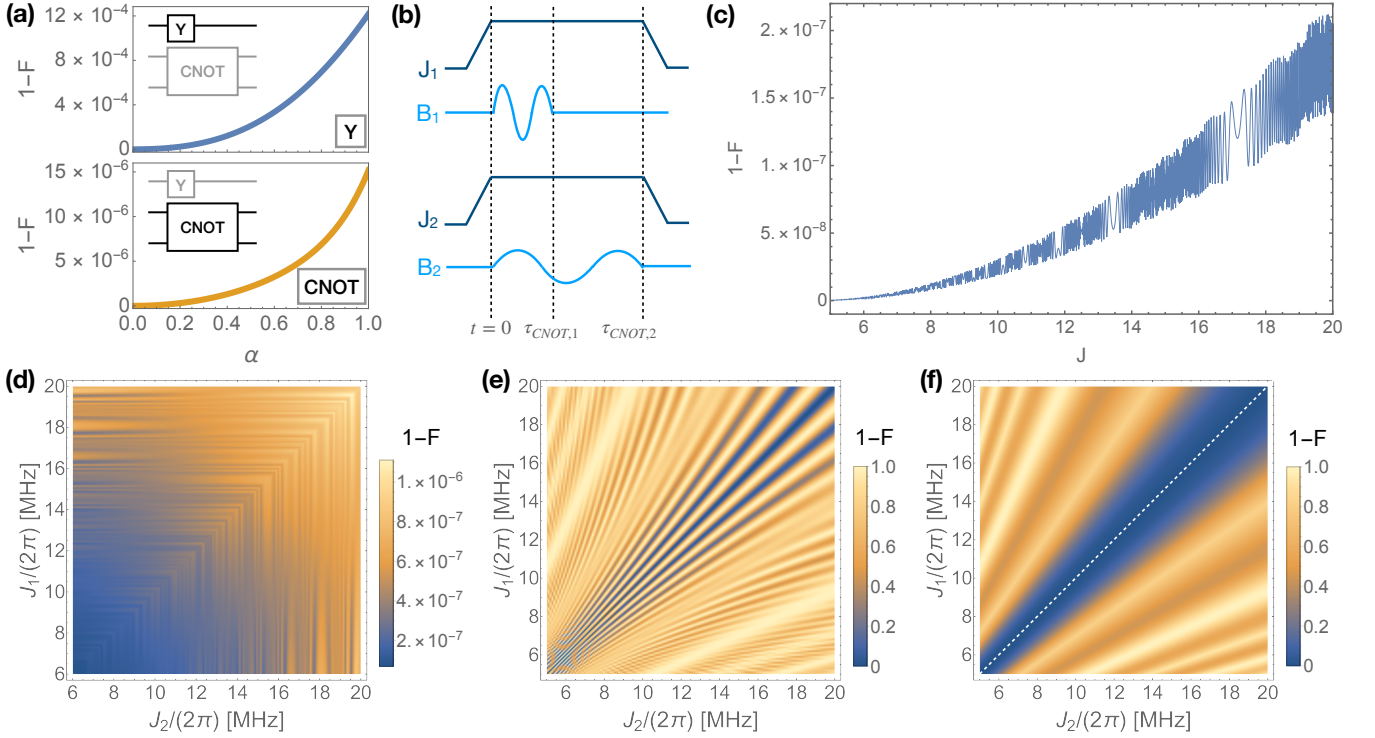 (a)
12. × 10⁻⁴
8. × 10⁻⁴
4. × 10⁻⁴
0
1−F
Y
CNOT
Y
15 × 10⁻⁶
10 × 10⁻⁶
5 × 10⁻⁶
0
1−F
Y
CNOT
CNOT
0.0 0.2 0.4 0.6 0.8 1.0
α
(b)
J₁
B₁
J₂
B₂
t = 0 τCNOT,1 τCNOT,2
(c)
2. × 10⁻⁷
1.5 × 10⁻⁷
1. × 10⁻⁷
5. × 10⁻⁸
0
1−F
6 8 10 12 14 16 18 20
J
(d)
20
18
16
14
12
10
8
6
J₁/(2π) [MHz]
6 8 10 12 14 16 18 20
J₂/(2π) [MHz]
1−F
1. × 10⁻⁶
8. × 10⁻⁷
6. × 10⁻⁷
4. × 10⁻⁷
2. × 10⁻⁷
(e)
20
18
16
14
12
10
8
6
J₁/(2π) [MHz]
6 8 10 12 14 16 18 20
J₂/(2π) [MHz]
1−F
1.0
0.8
0.6
0.4
0.2
0
(f)
20
18
16
14
12
10
8
6
J₁/(2π) [MHz]
6 8 10 12 14 16 18 20
J₂/(2π) [MHz]
1−F
1.0
0.8
0.6
0.4
0.2
0